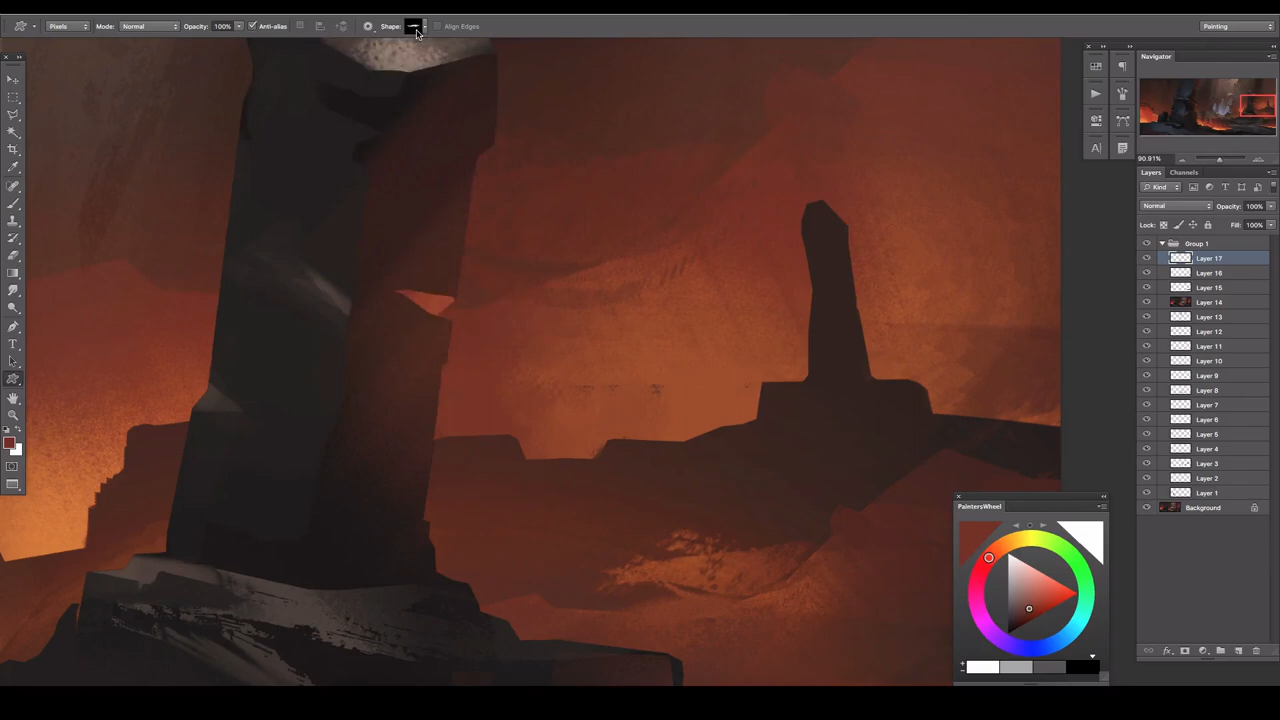 Pixels Mode: Normal Opacity: 100% Anti-alias Shape: Align Edges Painting
Navigator
90.91%
Layers Channels
Kind
Normal Opacity: 100%
Lock: Fill: 100%
Group 1
Layer 17
Layer 16
Layer 15
Layer 14
Layer 13
Layer 12
Layer 11
Layer 10
Layer 9
Layer 8
Layer 7
Layer 6
Layer 5
Layer 4
Layer 3
Layer 2
Layer 1
Background
PaintersWheel